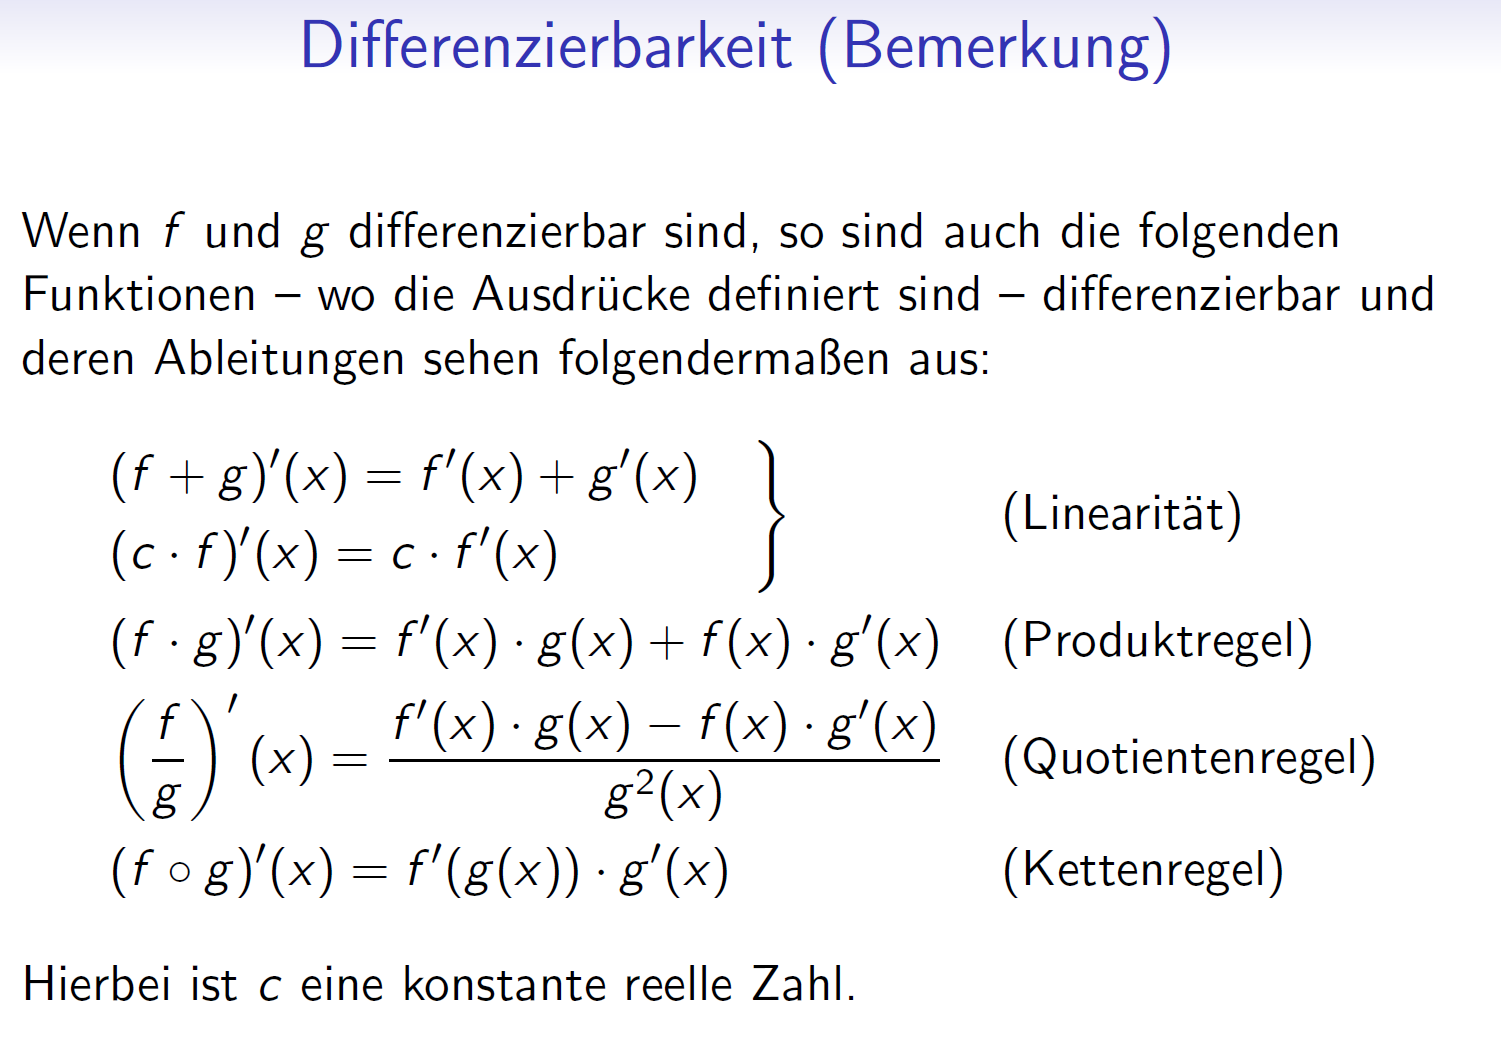 Differenzierbarkeit (Bemerkung)
Wenn f und g differenzierbar sind, so sind auch die folgenden
Funktionen – wo die Ausdrücke definiert sind – differenzierbar und
deren Ableitungen sehen folgendermaßen aus:
(f + g)′(x) = f′(x) + g′(x)
(c · f)′(x) = c · f′(x)
} (Linearität)
(f · g)′(x) = f′(x) · g(x) + f(x) · g′(x) (Produktregel)
(f/g)′(x) = (f′(x) · g(x) − f(x) · g′(x))/g²(x) (Quotientenregel)
(f ∘ g)′(x) = f′(g(x)) · g′(x) (Kettenregel)
Hierbei ist c eine konstante reelle Zahl.